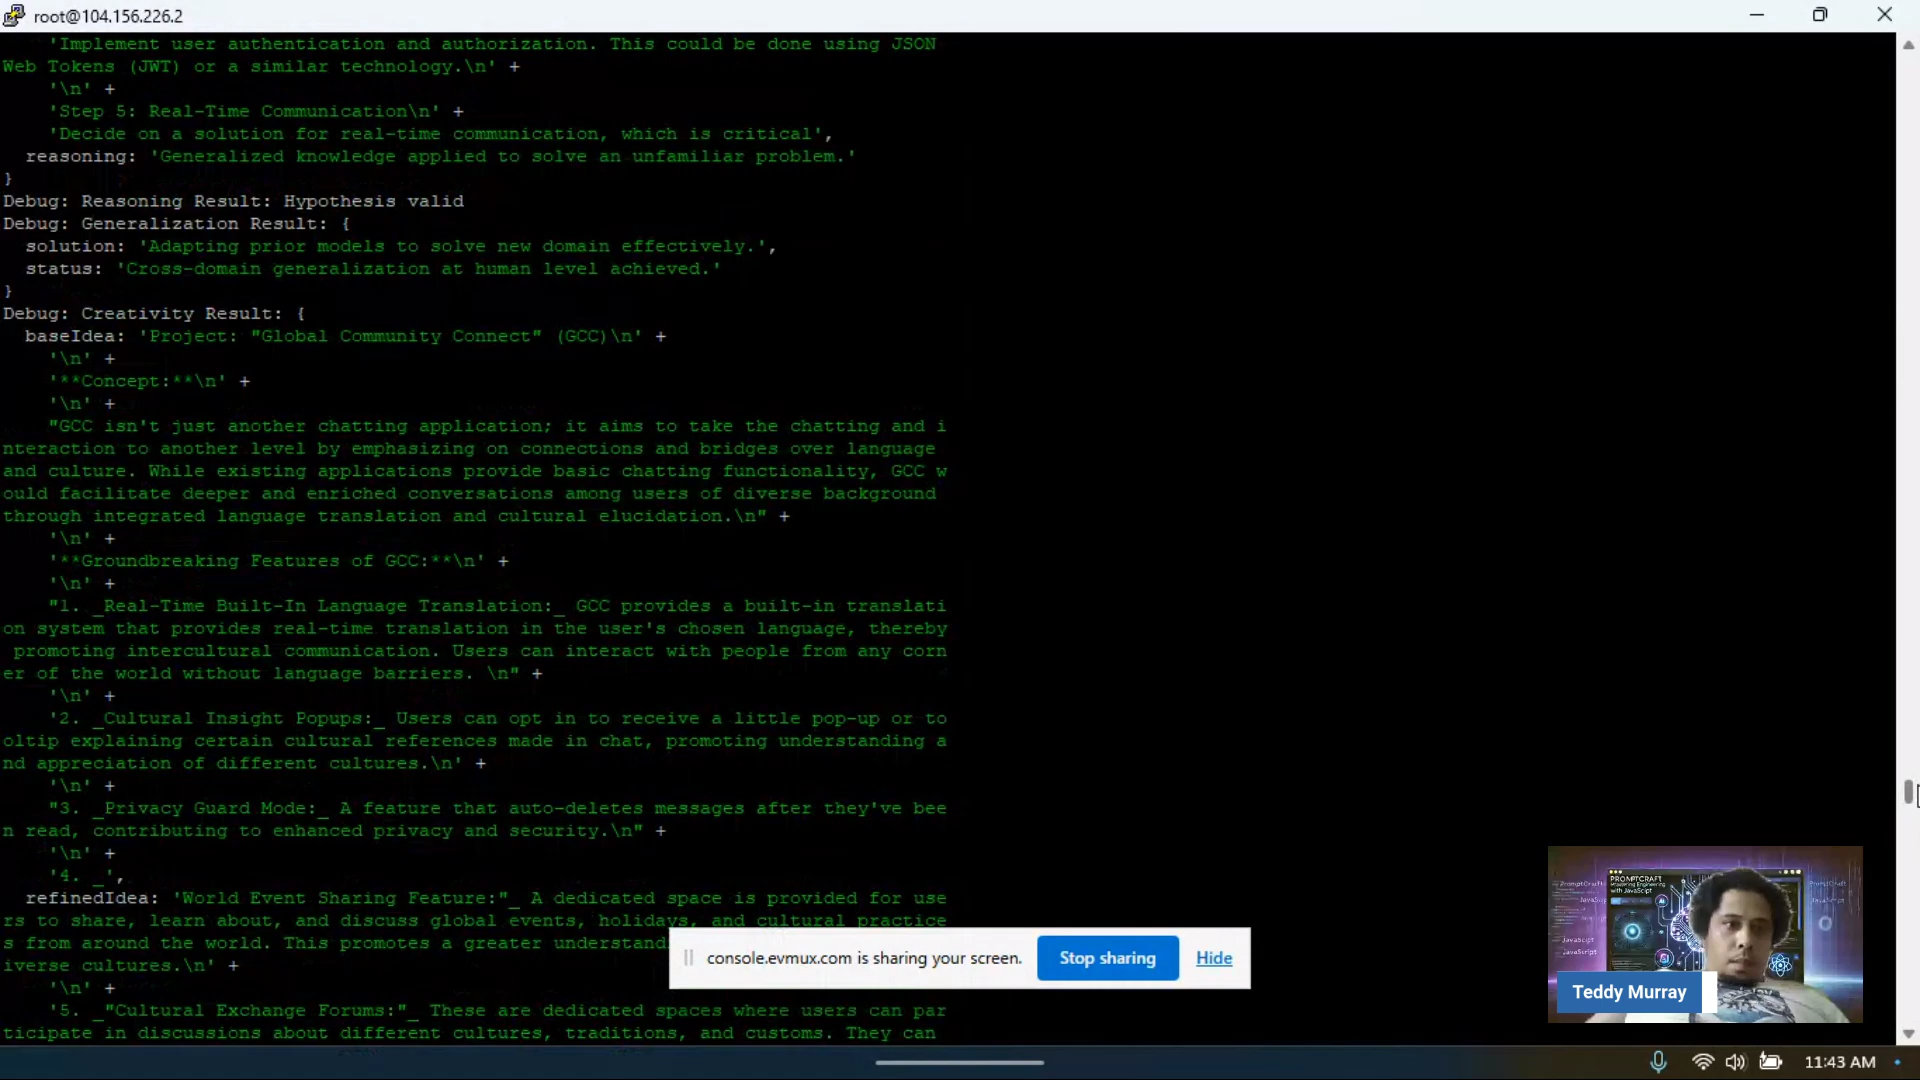 root@104.156.226.2
'Implement user authentication and authorization. This could be done using JSON
Web Tokens (JWT) or a similar technology.\n' +
'\n' +
'Step 5: Real-Time Communication\n' +
'Decide on a solution for real-time communication, which is critical',
reasoning: 'Generalized knowledge applied to solve an unfamiliar problem.'
}
Debug: Reasoning Result: Hypothesis valid
Debug: Generalization Result: {
solution: 'Adapting prior models to solve new domain effectively.',
status: 'Cross-domain generalization at human level achieved.'
}
Debug: Creativity Result: {
baseIdea: 'Project: "Global Community Connect" (GCC)\n' +
'\n' +
'**Concept:**\n' +
'\n' +
"GCC isn't just another chatting application; it aims to take the chatting and i
nteraction to another level by emphasizing on connections and bridges over language
and culture. While existing applications provide basic chatting functionality, GCC w
ould facilitate deeper and enriched conversations among users of diverse background
through integrated language translation and cultural elucidation.\n" +
'\n' +
'**Groundbreaking Features of GCC:**\n' +
'\n' +
"1. _Real-Time Built-In Language Translation:_ GCC provides a built-in translati
on system that provides real-time translation in the user's chosen language, thereby
promoting intercultural communication. Users can interact with people from any corn
er of the world without language barriers. \n" +
'\n' +
'2. _Cultural Insight Popups:_ Users can opt in to receive a little pop-up or to
oltip explaining certain cultural references made in chat, promoting understanding a
nd appreciation of different cultures.\n' +
'\n' +
"3. _Privacy Guard Mode:_ A feature that auto-deletes messages after they've bee
n read, contributing to enhanced privacy and security.\n" +
'\n' +
'4. _',
refinedIdea: 'World Event Sharing Feature:"_ A dedicated space is provided for use
rs to share, learn about, and discuss global events, holidays, and cultural practice
s from around the world. This promotes a greater understand
iverse cultures.\n' +
'\n' +
'5. _"Cultural Exchange Forums:"_ These are dedicated spaces where users can par
ticipate in discussions about different cultures, traditions, and customs. They can
console.evmux.com is sharing your screen.
Stop sharing
Hide
PROMPTCRAFT
Teddy Murray
11:43 AM